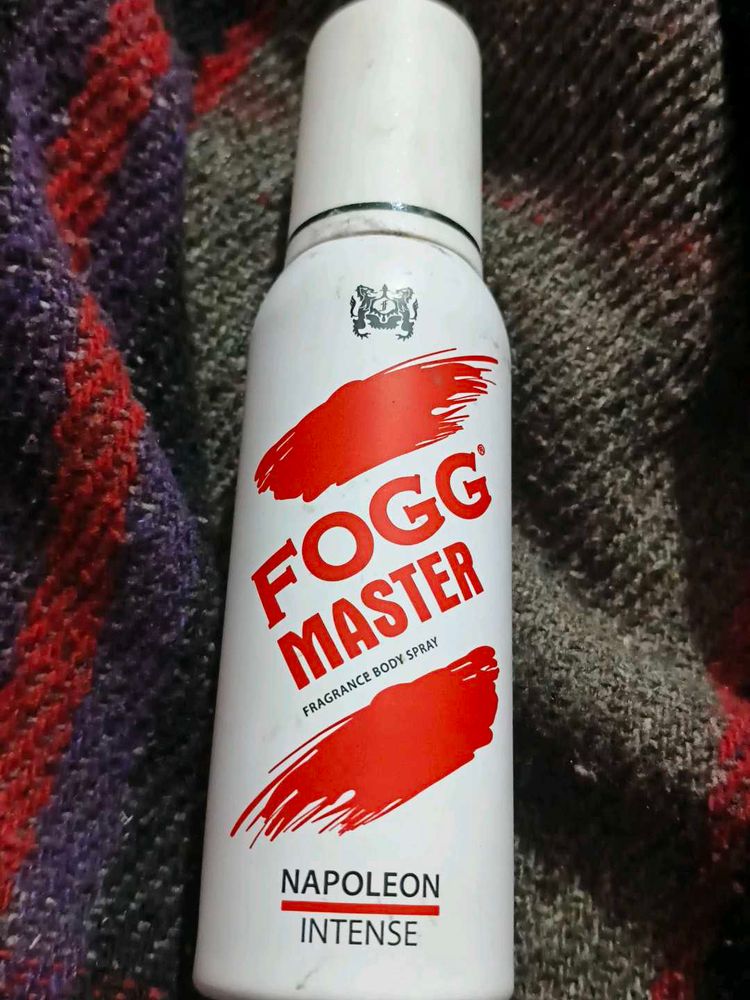 FOGG®
MASTER
FRAGRANCE BODY SPRAY
NAPOLEON
INTENSE